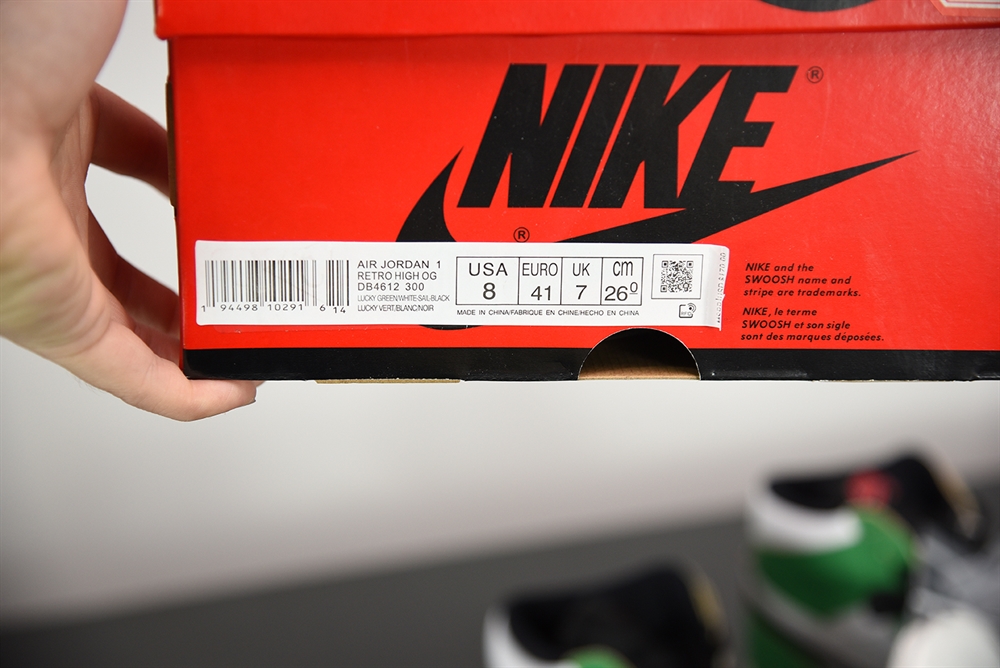 NIKE®
®
AIR JORDAN 1
RETRO HIGH OG
DB4612 300
LUCKY GREEN/WHITE-SAIL-BLACK
LUCKY VERT/BLANC/NOIR
1 94498 10291 6 14
USA EURO UK cm
8 41 7 26⁰
MADE IN CHINA/FABRIQUE EN CHINE/HECHO EN CHINA
NIKE and the
SWOOSH name and
stripe are trademarks.
NIKE, le terme
SWOOSH et son sigle
sont des marques déposées.